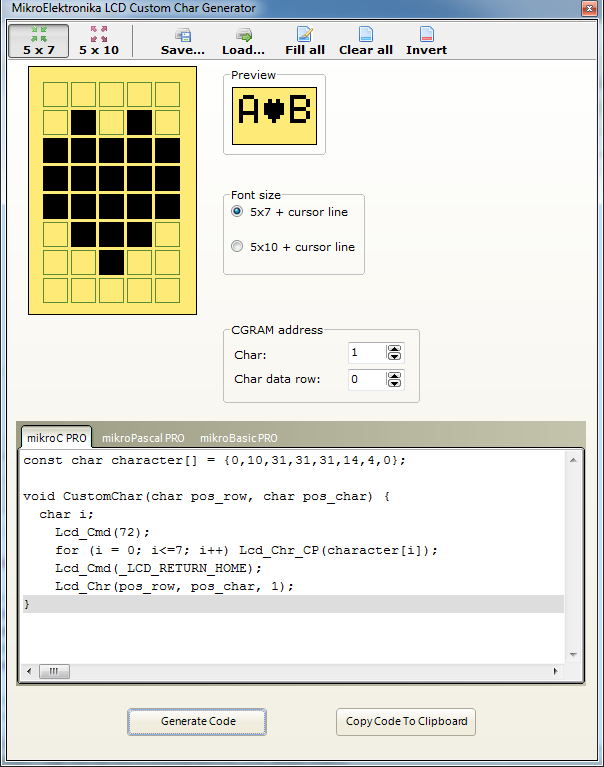 MikroElektronika LCD Custom Char Generator
5 x 7 5 x 10 Save... Load... Fill all Clear all Invert
Preview
A♥B
Font size
5x7 + cursor line
5x10 + cursor line
CGRAM address
Char: 1
Char data row: 0
mikroC PRO mikroPascal PRO mikroBasic PRO
const char character[] = {0,10,31,31,31,14,4,0};
void CustomChar(char pos_row, char pos_char) {
  char i;
    Lcd_Cmd(72);
    for (i = 0; i<=7; i++) Lcd_Chr_CP(character[i]);
    Lcd_Cmd(_LCD_RETURN_HOME);
    Lcd_Chr(pos_row, pos_char, 1);
}
Generate Code Copy Code To Clipboard